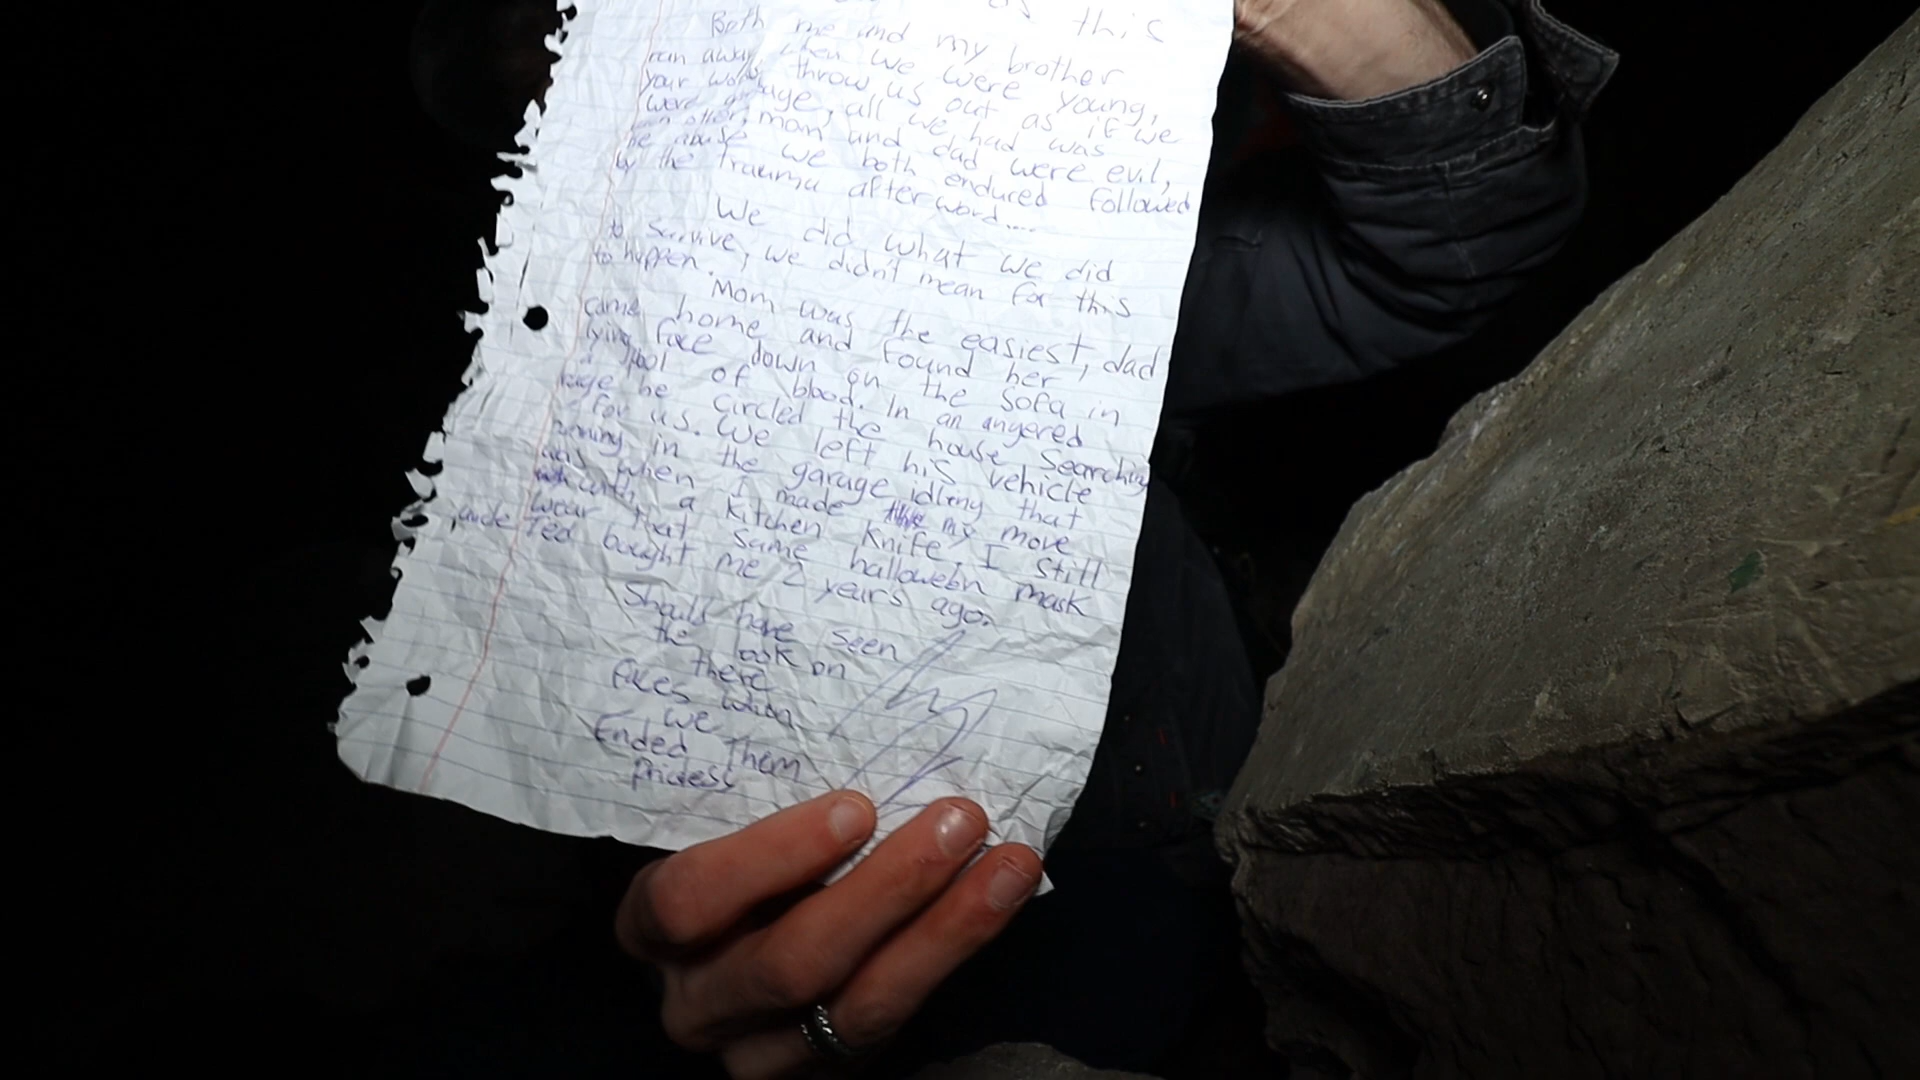 as this
Both me and my brother
ran away when we were young,
your words throw us out as if we
were garbage, all we had was
each other, mom and dad were evil,
the abuse we both endured followed
by the trauma afterword....
We did what we did
to survive, we didn't mean for this
to happen.
Mom was the easiest, dad
came home and found her
lying face down on the sofa in
a pool of blood. In an angered
rage he circled the house searching
for us. We left his vehicle
running in the garage idling that
was when I made my move
with a kitchen knife, I still
wear that same halloween mask
uncle Ted bought me 2 years ago.
Should have seen
the look on
there
faces when
we
Ended them
Priceless